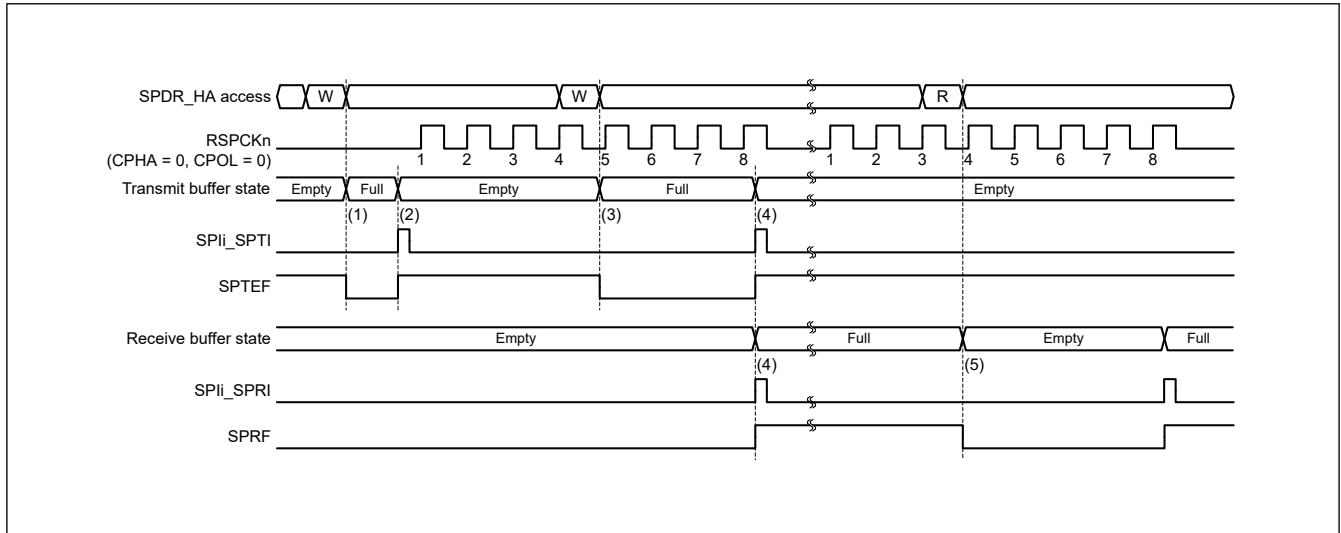 SPDR_HA access W W R
RSPCKn
(CPHA = 0, CPOL = 0)
1 2 3 4 5 6 7 8 1 2 3 4 5 6 7 8
Transmit buffer state Empty Full Empty Full Empty
(1) (2) (3) (4)
SPIi_SPTI
SPTEF
Receive buffer state Empty Full Empty Full
(4) (5)
SPIi_SPRI
SPRF